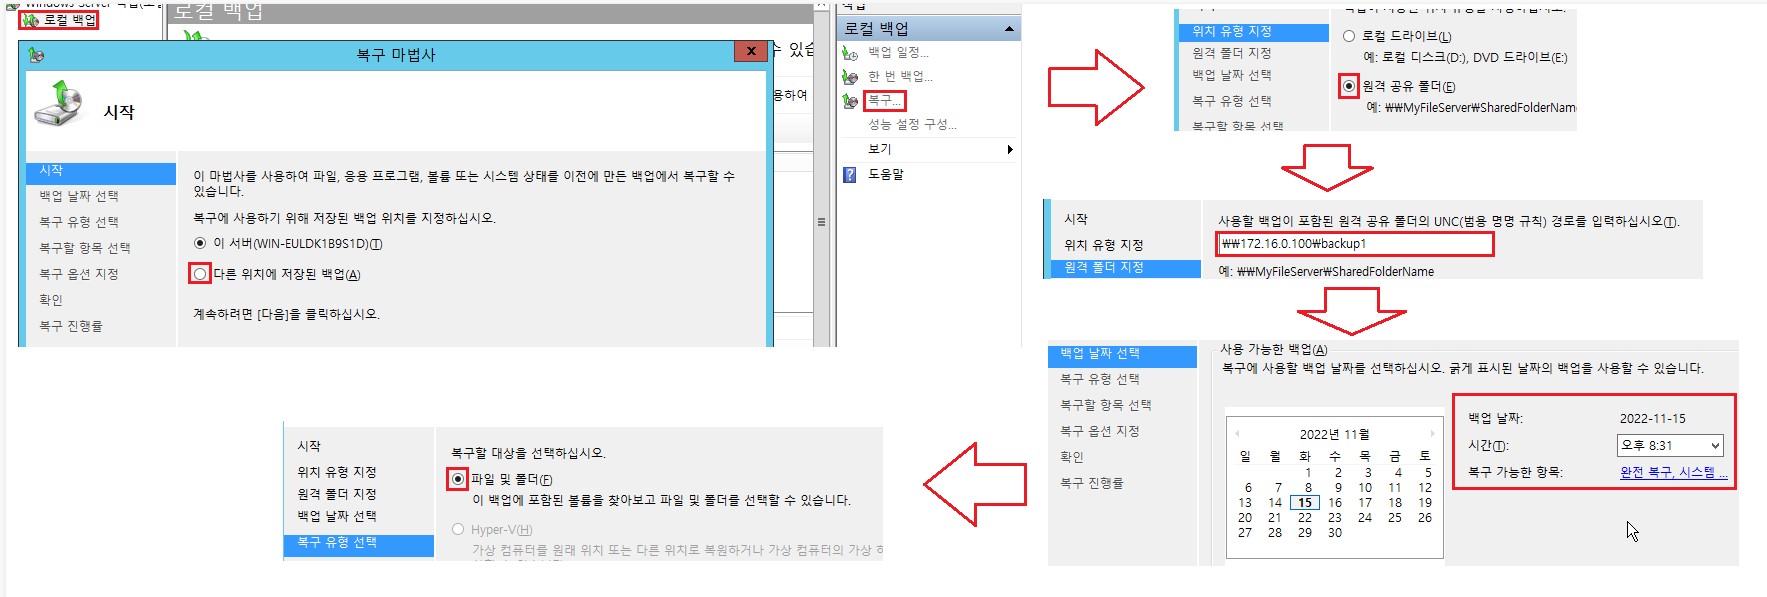 로컬 백업
로컬 백업
복구 마법사
x
시작
시작
백업 날짜 선택
복구 유형 선택
복구할 항목 선택
복구 옵션 지정
확인
복구 진행률
이 마법사를 사용하여 파일, 응용 프로그램, 볼륨 또는 시스템 상태를 이전에 만든 백업에서 복구할 수
있습니다.
복구에 사용하기 위해 저장된 백업 위치를 지정하십시오.
이 서버(WIN-EULDK1B9S1D)(T)
다른 위치에 저장된 백업(A)
계속하려면 [다음]을 클릭하십시오.
수 있습
용하여
로컬 백업
백업 일정...
한 번 백업...
복구...
성능 설정 구성...
보기
도움말
위치 유형 지정
원격 폴더 지정
백업 날짜 선택
복구 유형 선택
복구할 항목 선택
로컬 드라이브(L)
예: 로컬 디스크(D:), DVD 드라이브(E:)
원격 공유 폴더(E)
예: ₩₩MyFileServer₩SharedFolderName
시작
위치 유형 지정
원격 폴더 지정
사용할 백업이 포함된 원격 공유 폴더의 UNC(범용 명명 규칙) 경로를 입력하십시오(T).
₩₩172.16.0.100₩backup1
예: ₩₩MyFileServer₩SharedFolderName
백업 날짜 선택
복구 유형 선택
복구할 항목 선택
복구 옵션 지정
확인
복구 진행률
사용 가능한 백업(A)
복구에 사용할 백업 날짜를 선택하십시오. 굵게 표시된 날짜의 백업을 사용할 수 있습니다.
2022년 11월
일 월 화 수 목 금 토
1 2 3 4 5
6 7 8 9 10 11 12
13 14 15 16 17 18 19
20 21 22 23 24 25 26
27 28 29 30
백업 날짜: 2022-11-15
시간(T): 오후 8:31
복구 가능한 항목: 완전 복구, 시스템 ...
시작
위치 유형 지정
원격 폴더 지정
백업 날짜 선택
복구 유형 선택
복구할 대상을 선택하십시오.
파일 및 폴더(F)
이 백업에 포함된 볼륨을 찾아보고 파일 및 폴더를 선택할 수 있습니다.
Hyper-V(H)
가상 컴퓨터를 원래 위치 또는 다른 위치로 복원하거나 가상 컴퓨터의 가상 하